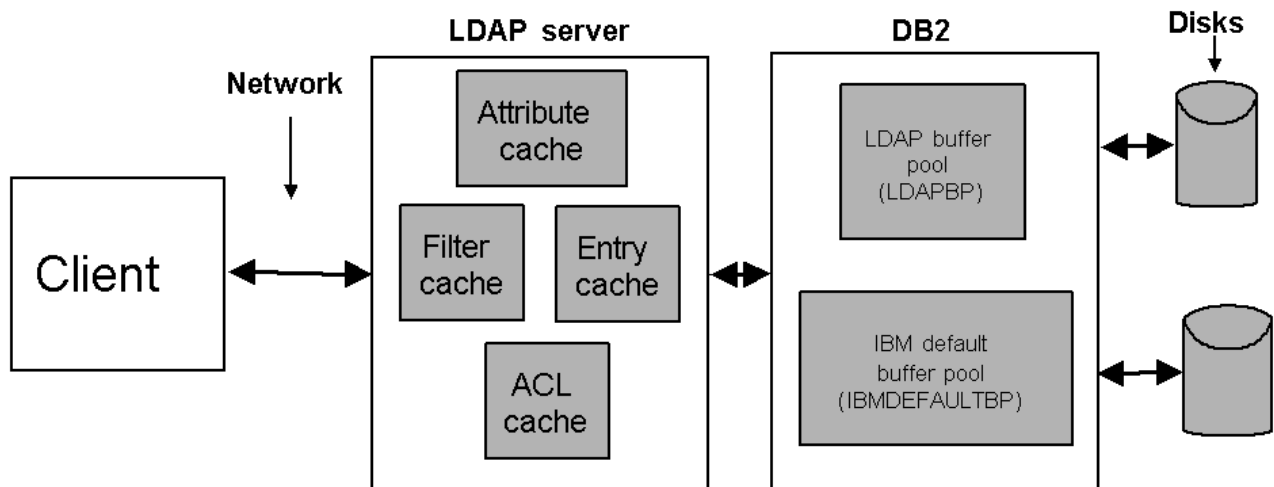 LDAP server
DB2
Disks
Network
Attribute
cache
Filter
cache
Entry
cache
ACL
cache
Client
LDAP buffer
pool
(LDAPBP)
IBM default
buffer pool
(IBMDEFAULTBP)